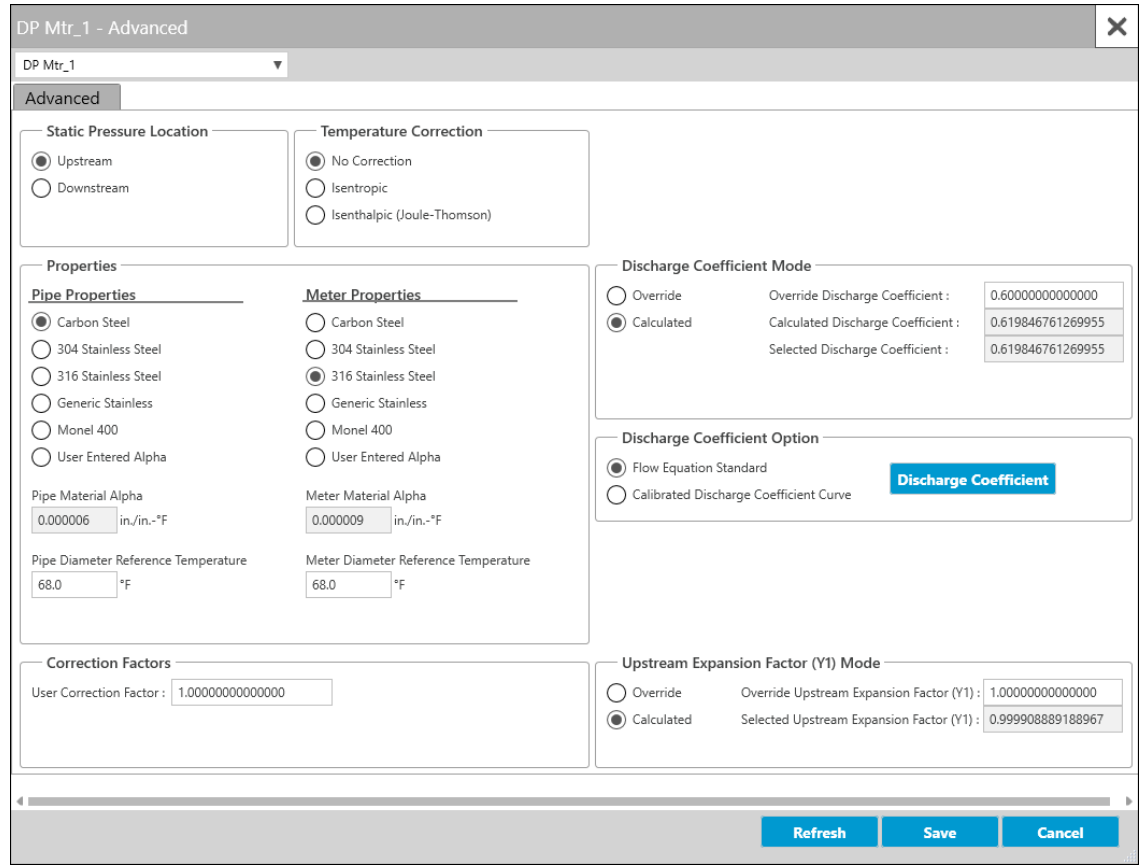 DP Mtr_1 - Advanced
DP Mtr_1
Advanced
Static Pressure Location
Upstream
Downstream
Temperature Correction
No Correction
Isentropic
Isenthalpic (Joule-Thomson)
Properties
Pipe Properties
Carbon Steel
304 Stainless Steel
316 Stainless Steel
Generic Stainless
Monel 400
User Entered Alpha
Pipe Material Alpha
0.000006 in./in.-°F
Pipe Diameter Reference Temperature
68.0 °F
Meter Properties
Carbon Steel
304 Stainless Steel
316 Stainless Steel
Generic Stainless
Monel 400
User Entered Alpha
Meter Material Alpha
0.000009 in./in.-°F
Meter Diameter Reference Temperature
68.0 °F
Discharge Coefficient Mode
Override
Calculated
Override Discharge Coefficient : 0.60000000000000
Calculated Discharge Coefficient : 0.619846761269955
Selected Discharge Coefficient : 0.619846761269955
Discharge Coefficient Option
Flow Equation Standard
Calibrated Discharge Coefficient Curve
Discharge Coefficient
Correction Factors
User Correction Factor : 1.00000000000000
Upstream Expansion Factor (Y1) Mode
Override
Calculated
Override Upstream Expansion Factor (Y1) : 1.00000000000000
Selected Upstream Expansion Factor (Y1) : 0.999908889188967
Refresh Save Cancel